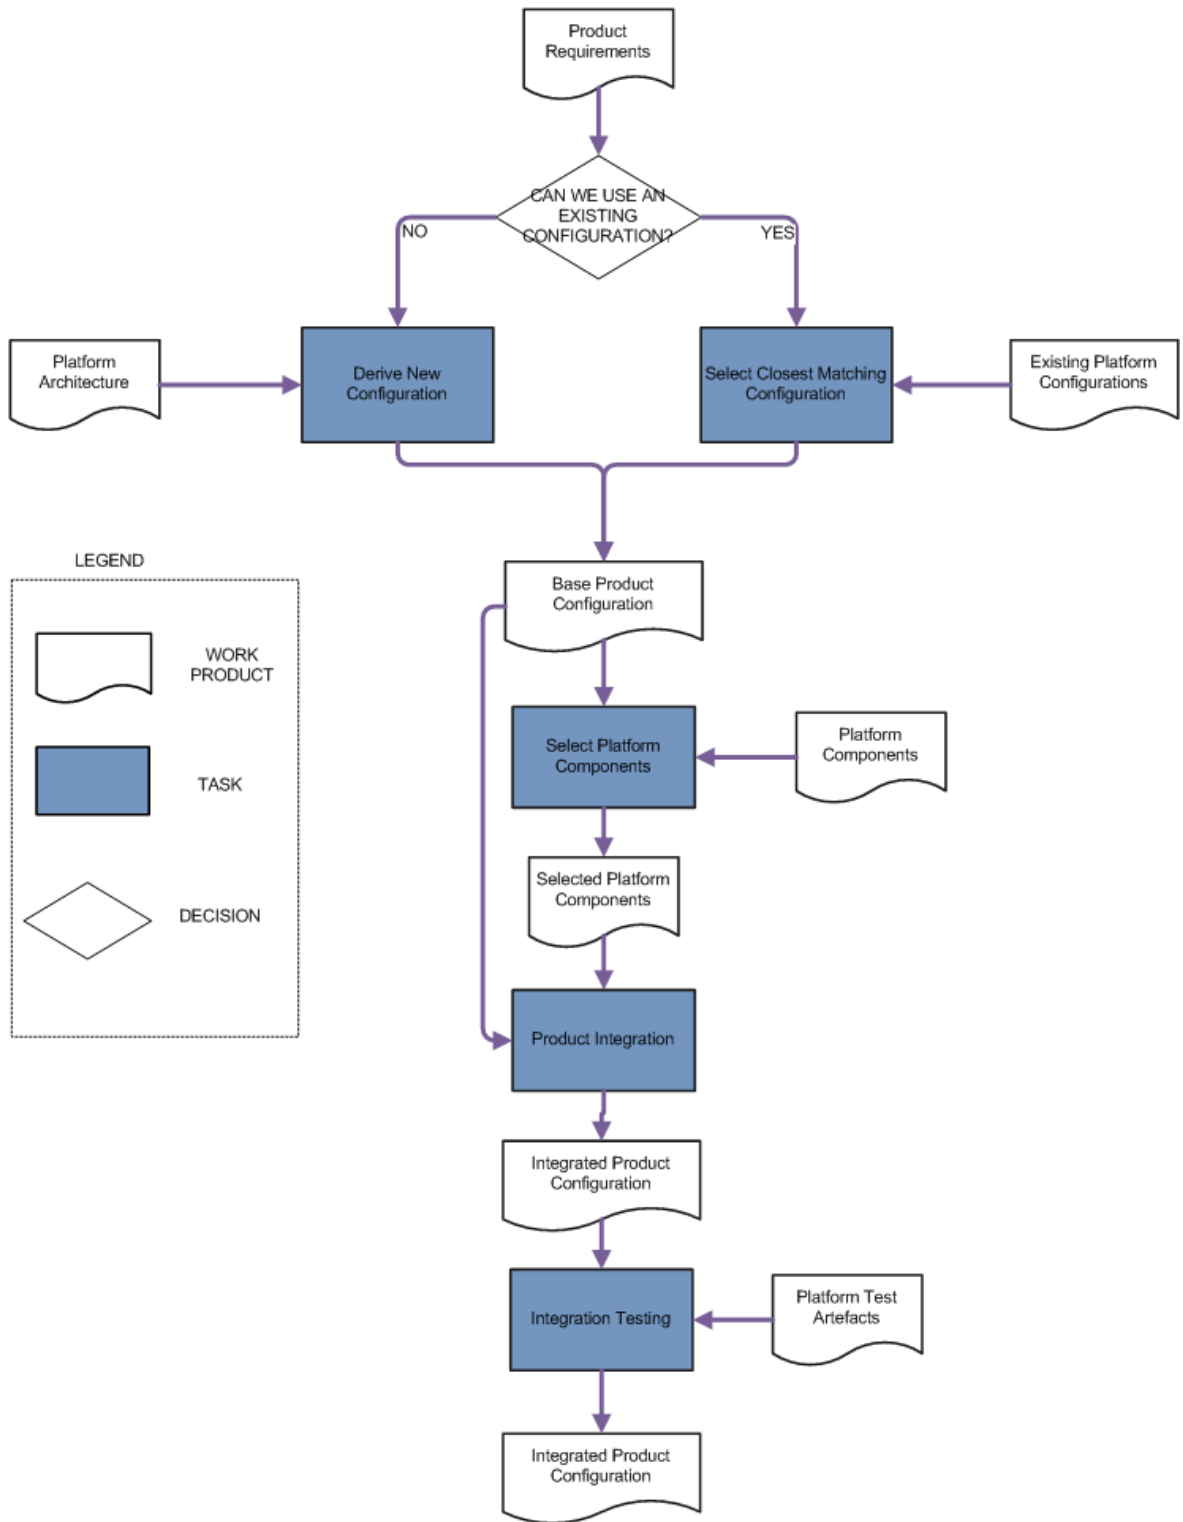 Product
Requirements
CAN WE USE AN
EXISTING
CONFIGURATION?
NO
YES
Platform
Architecture
Derive New
Configuration
Select Closest Matching
Configuration
Existing Platform
Configurations
LEGEND
WORK
PRODUCT
TASK
DECISION
Base Product
Configuration
Select Platform
Components
Platform
Components
Selected Platform
Components
Product Integration
Integrated Product
Configuration
Integration Testing
Platform Test
Artefacts
Integrated Product
Configuration